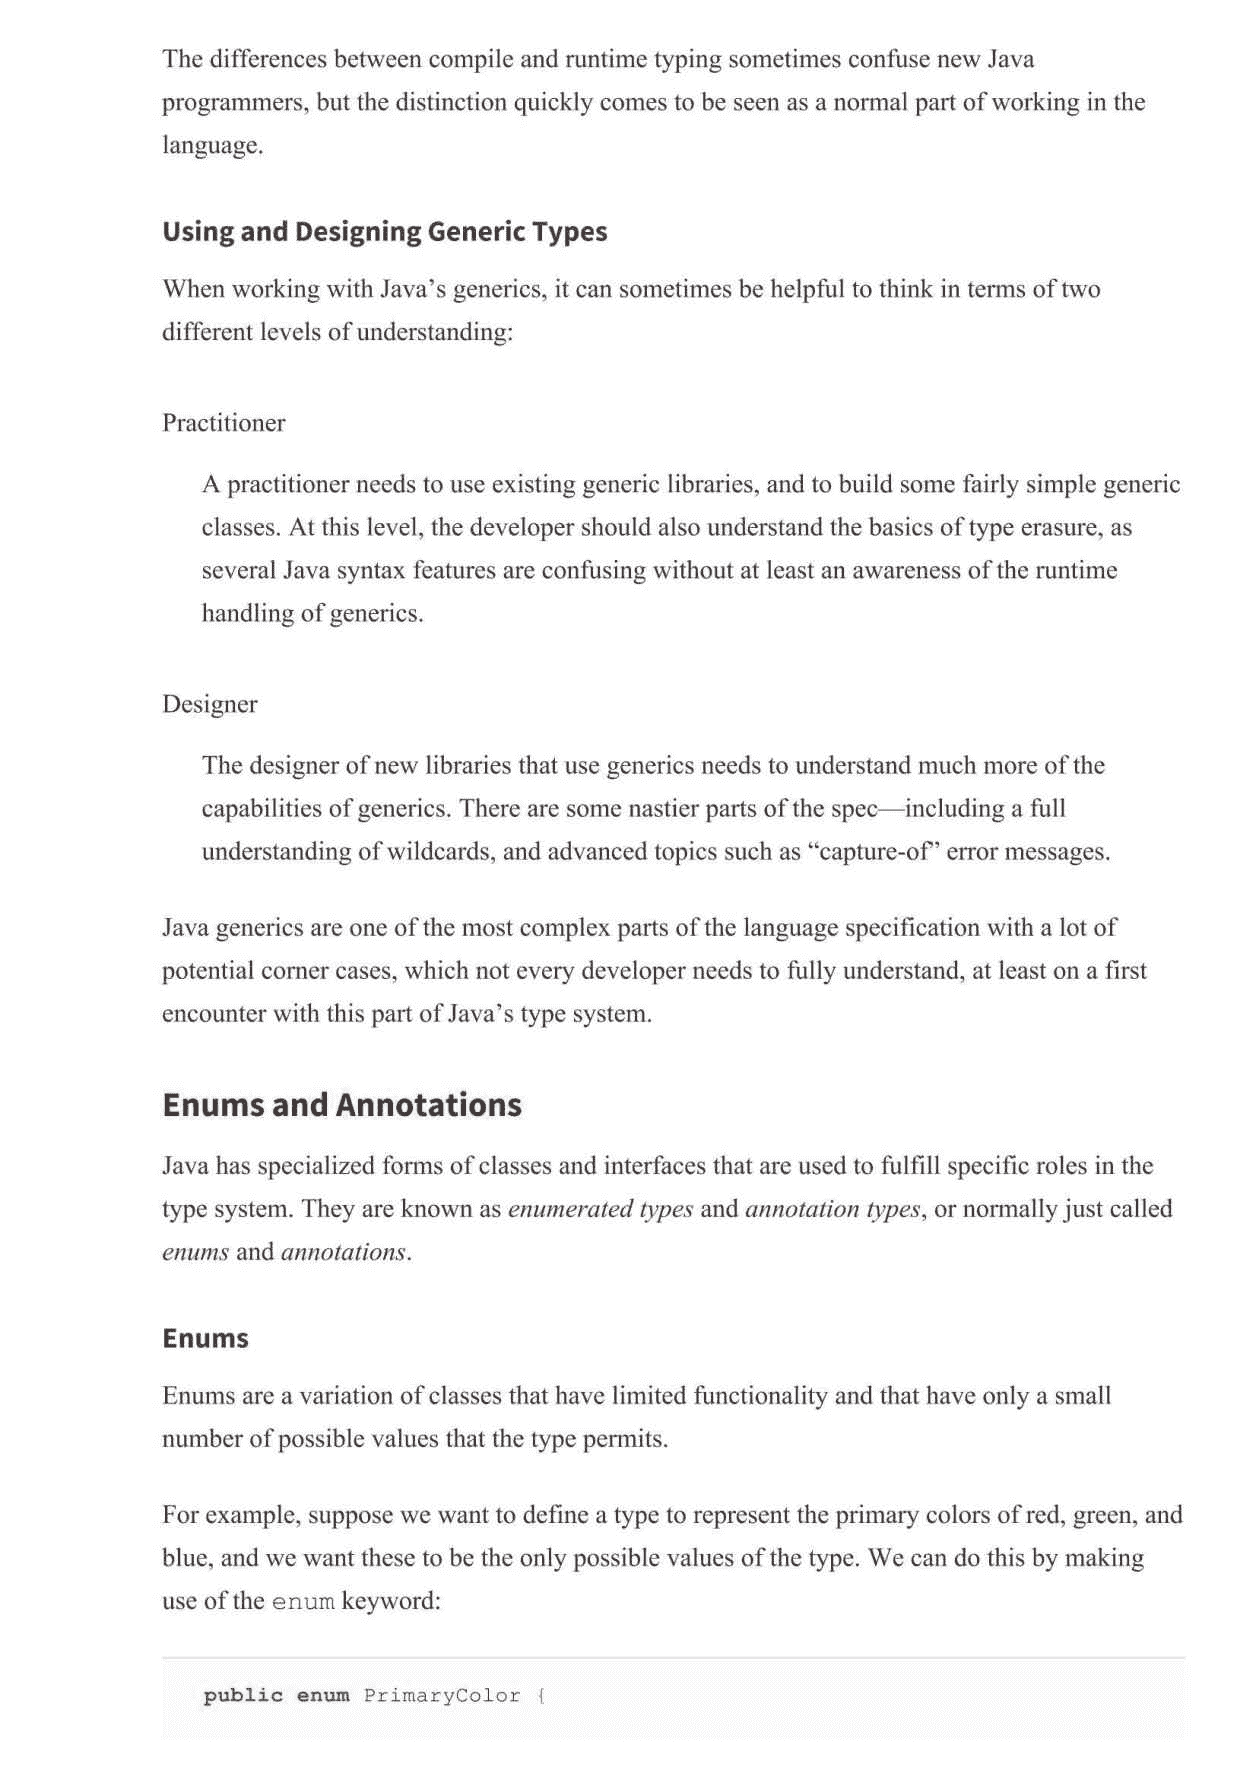 The differences between compile and runtime typing sometimes confuse new Java
programmers, but the distinction quickly comes to be seen as a normal part of working in the
language.
Using and Designing Generic Types
When working with Java’s generics, it can sometimes be helpful to think in terms of two
different levels of understanding:
Practitioner
A practitioner needs to use existing generic libraries, and to build some fairly simple generic
classes. At this level, the developer should also understand the basics of type erasure, as
several Java syntax features are confusing without at least an awareness of the runtime
handling of generics.
Designer
The designer of new libraries that use generics needs to understand much more of the
capabilities of generics. There are some nastier parts of the spec—including a full
understanding of wildcards, and advanced topics such as “capture-of” error messages.
Java generics are one of the most complex parts of the language specification with a lot of
potential corner cases, which not every developer needs to fully understand, at least on a first
encounter with this part of Java’s type system.
Enums and Annotations
Java has specialized forms of classes and interfaces that are used to fulfill specific roles in the
type system. They are known as enumerated types and annotation types, or normally just called
enums and annotations.
Enums
Enums are a variation of classes that have limited functionality and that have only a small
number of possible values that the type permits.
For example, suppose we want to define a type to represent the primary colors of red, green, and
blue, and we want these to be the only possible values of the type. We can do this by making
use of the enum keyword:
public enum PrimaryColor {